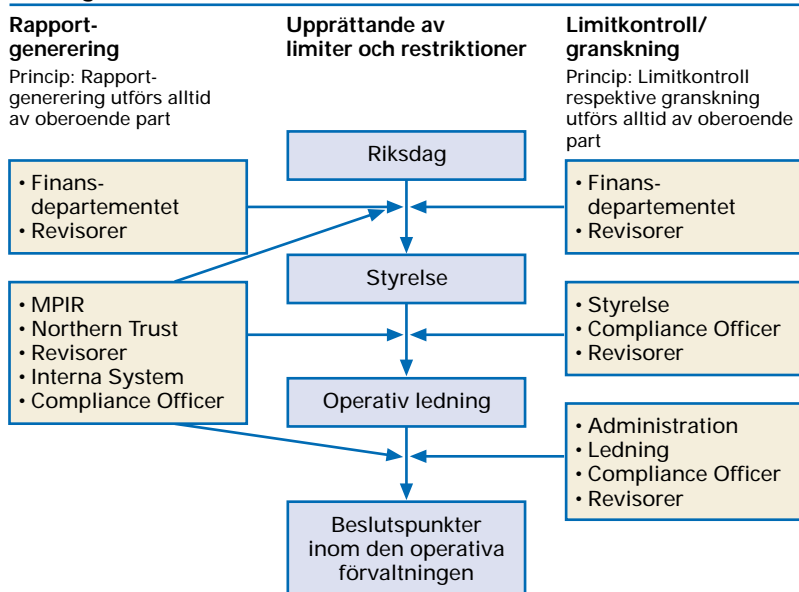 Rapport-
generering
Princip: Rapport-
generering utförs alltid
av oberoende part
Upprättande av
limiter och restriktioner
Limitkontroll/
granskning
Princip: Limitkontroll
respektive granskning
utförs alltid av oberoende
part
Riksdag
• Finans-
departementet
• Revisorer
• Finans-
departementet
• Revisorer
Styrelse
• MPIR
• Northern Trust
• Revisorer
• Interna System
• Compliance Officer
• Styrelse
• Compliance Officer
• Revisorer
Operativ ledning
• Administration
• Ledning
• Compliance Officer
• Revisorer
Beslutspunkter
inom den operativa
förvaltningen